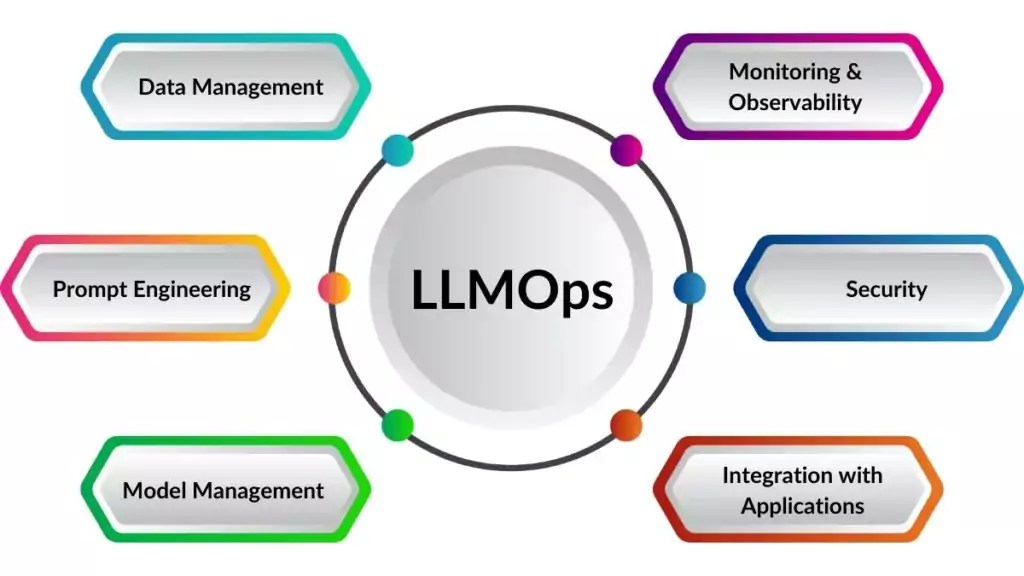 Data Management
Monitoring &
Observability
Prompt Engineering
LLMOps
Security
Model Management
Integration with
Applications